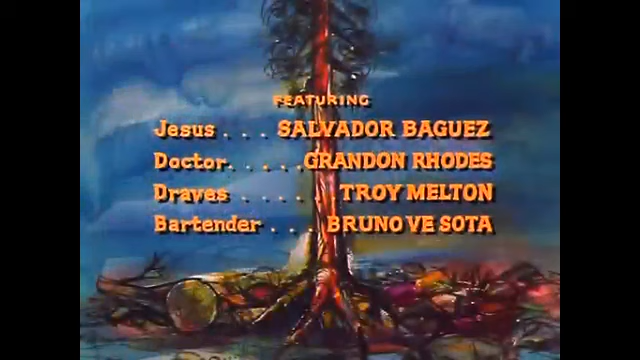 FEATURING
Jesus . . . SALVADOR BAGUEZ
Doctor. . . . .GRANDON RHODES
Draves . . . . . TROY MELTON
Bartender . . . BRUNO VE SOTA